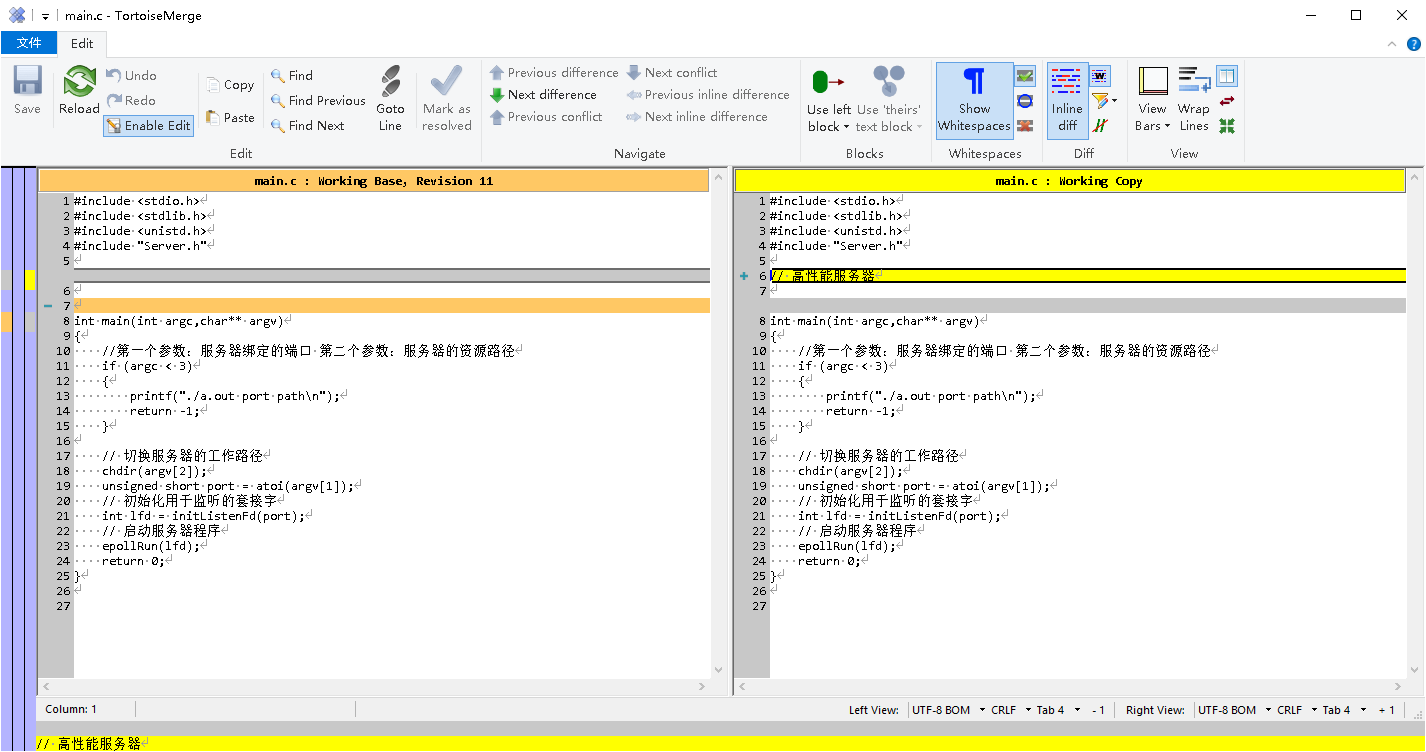 main.c - TortoiseMerge
文件 Edit
Save
Reload
Undo
Redo
Enable Edit
Copy
Paste
Find
Find Previous
Find Next
Goto Line
Mark as resolved
Edit
Previous difference
Next difference
Previous conflict
Next conflict
Previous inline difference
Next inline difference
Navigate
Use left block
Use 'theirs' text block
Blocks
Show Whitespaces
Whitespaces
Inline diff
Diff
View Bars
Wrap Lines
View
main.c : Working Base, Revision 11
1 #include <stdio.h>
2 #include <stdlib.h>
3 #include <unistd.h>
4 #include "Server.h"
5
6
7
8 int main(int argc,char** argv)
9 {
10 //第一个参数：服务器绑定的端口 第二个参数：服务器的资源路径
11 if (argc < 3)
12 {
13 printf("./a.out port path\n");
14 return -1;
15 }
16
17 // 切换服务器的工作路径
18 chdir(argv[2]);
19 unsigned short port = atoi(argv[1]);
20 // 初始化用于监听的套接字
21 int lfd = initListenFd(port);
22 // 启动服务器程序
23 epollRun(lfd);
24 return 0;
25 }
26
27
main.c : Working Copy
1 #include <stdio.h>
2 #include <stdlib.h>
3 #include <unistd.h>
4 #include "Server.h"
5
6 // 高性能服务器
7
8 int main(int argc,char** argv)
9 {
10 //第一个参数：服务器绑定的端口 第二个参数：服务器的资源路径
11 if (argc < 3)
12 {
13 printf("./a.out port path\n");
14 return -1;
15 }
16
17 // 切换服务器的工作路径
18 chdir(argv[2]);
19 unsigned short port = atoi(argv[1]);
20 // 初始化用于监听的套接字
21 int lfd = initListenFd(port);
22 // 启动服务器程序
23 epollRun(lfd);
24 return 0;
25 }
26
27
Column: 1 Left View: UTF-8 BOM CRLF Tab 4 - 1 Right View: UTF-8 BOM CRLF Tab 4 + 1
// 高性能服务器